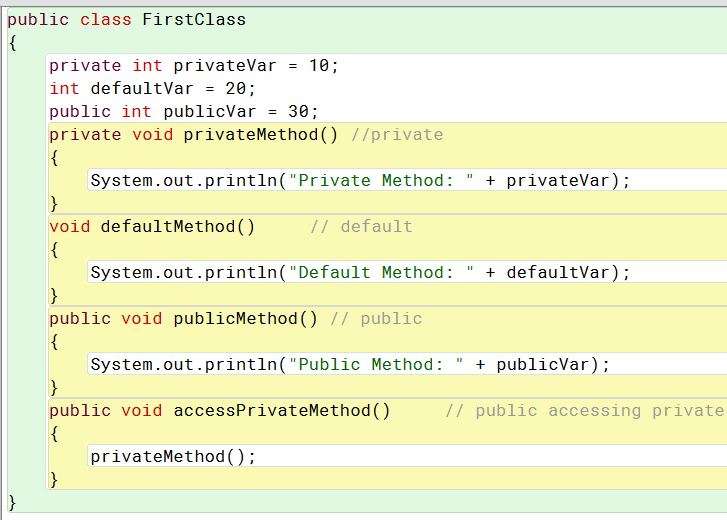 public class FirstClass
{
    private int privateVar = 10;
    int defaultVar = 20;
    public int publicVar = 30;
    private void privateMethod() //private
    {
        System.out.println("Private Method: " + privateVar);
    }
    void defaultMethod()     // default
    {
        System.out.println("Default Method: " + defaultVar);
    }
    public void publicMethod() // public
    {
        System.out.println("Public Method: " + publicVar);
    }
    public void accessPrivateMethod()     // public accessing private
    {
        privateMethod();
    }
}